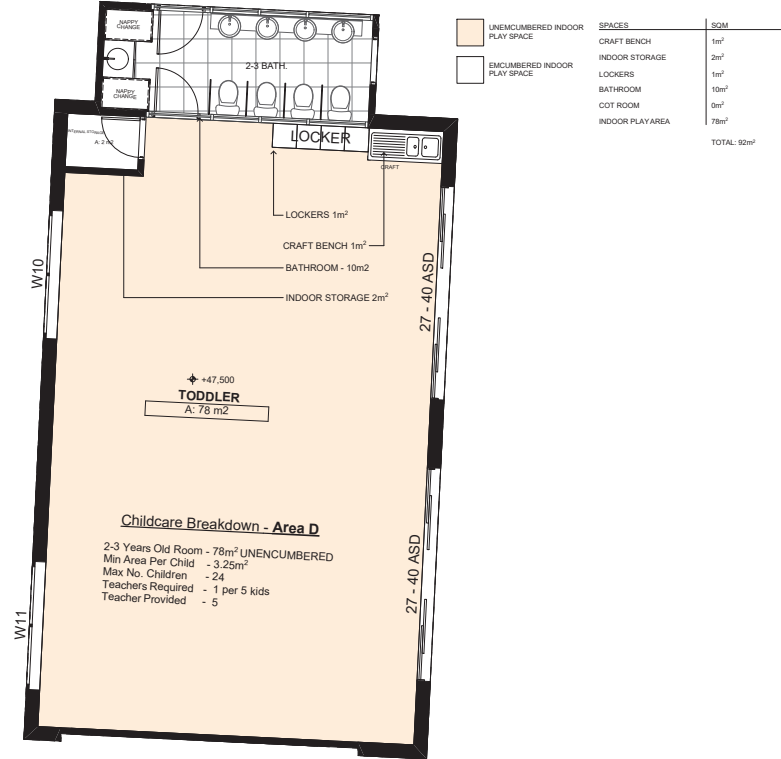 NAPPY
CHANGE
2-3 BATH.
NAPPY
CHANGE
INTERNAL STORAGE
A: 2 m2
LOCKER
CRAFT
LOCKERS 1m²
CRAFT BENCH 1m²
BATHROOM - 10m2
INDOOR STORAGE 2m²
W10
27 - 40 ASD
+47,500
TODDLER
A: 78 m2
Childcare Breakdown - Area D
2-3 Years Old Room - 78m² UNENCUMBERED
Min Area Per Child - 3.25m²
Max No. Children - 24
Teachers Required - 1 per 5 kids
Teacher Provided - 5
W11
27 - 40 ASD
UNEMCUMBERED INDOOR
PLAY SPACE
EMCUMBERED INDOOR
PLAY SPACE
SPACES SQM
CRAFT BENCH 1m²
INDOOR STORAGE 2m²
LOCKERS 1m²
BATHROOM 10m²
COT ROOM 0m²
INDOOR PLAY AREA 78m²
TOTAL: 92m²